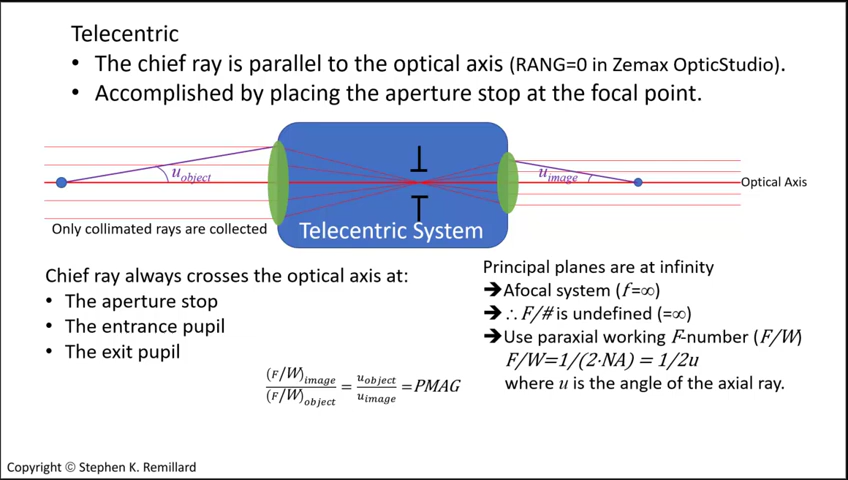 Telecentric
• The chief ray is parallel to the optical axis (RANG=0 in Zemax OpticStudio).
• Accomplished by placing the aperture stop at the focal point.
u_object
u_image
Optical Axis
Only collimated rays are collected
Telecentric System
Chief ray always crosses the optical axis at:
• The aperture stop
• The entrance pupil
• The exit pupil
Principal planes are at infinity
➔Afocal system (f=∞)
➔∴F/# is undefined (=∞)
➔Use paraxial working F-number (F/W)
F/W=1/(2·NA) = 1/2u
where u is the angle of the axial ray.
(F/W)_image / (F/W)_object = u_object / u_image = PMAG
Copyright © Stephen K. Remillard